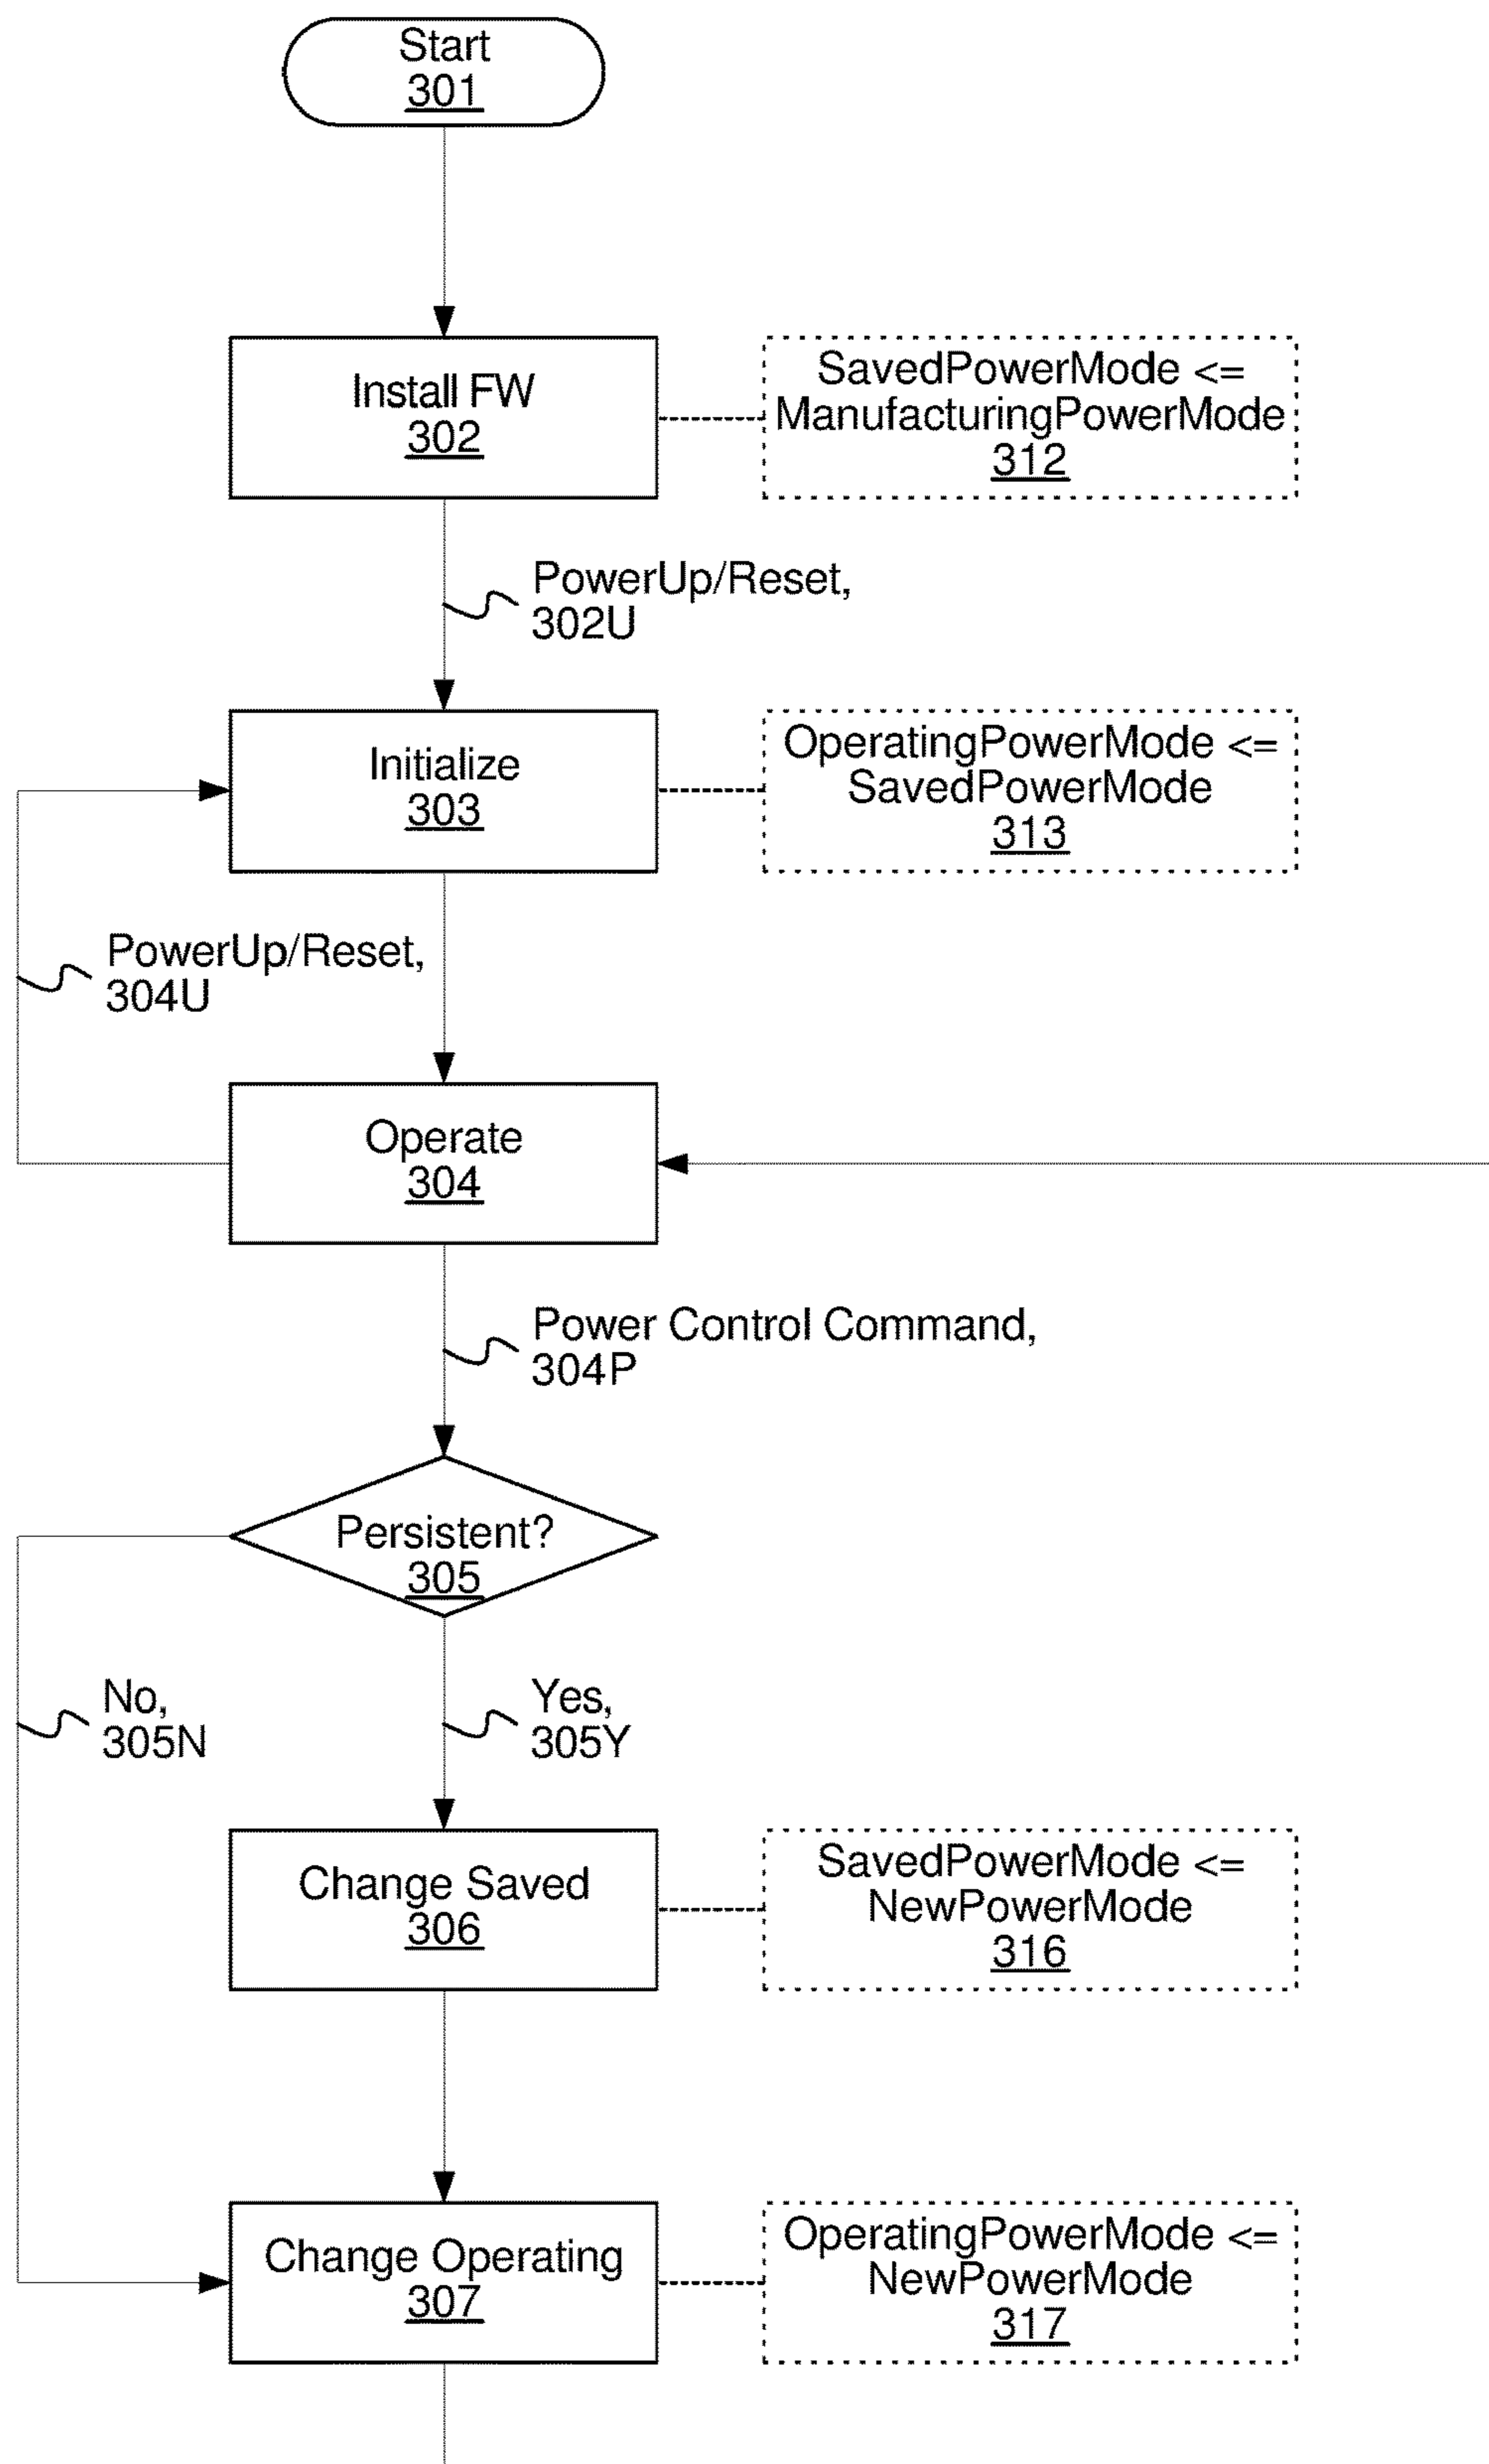 Start
301
Install FW
302
SavedPowerMode <=
ManufacturingPowerMode
312
PowerUp/Reset,
302U
Initialize
303
OperatingPowerMode <=
SavedPowerMode
313
PowerUp/Reset,
304U
Operate
304
Power Control Command,
304P
Persistent?
305
No,
305N
Yes,
305Y
Change Saved
306
SavedPowerMode <=
NewPowerMode
316
Change Operating
307
OperatingPowerMode <=
NewPowerMode
317